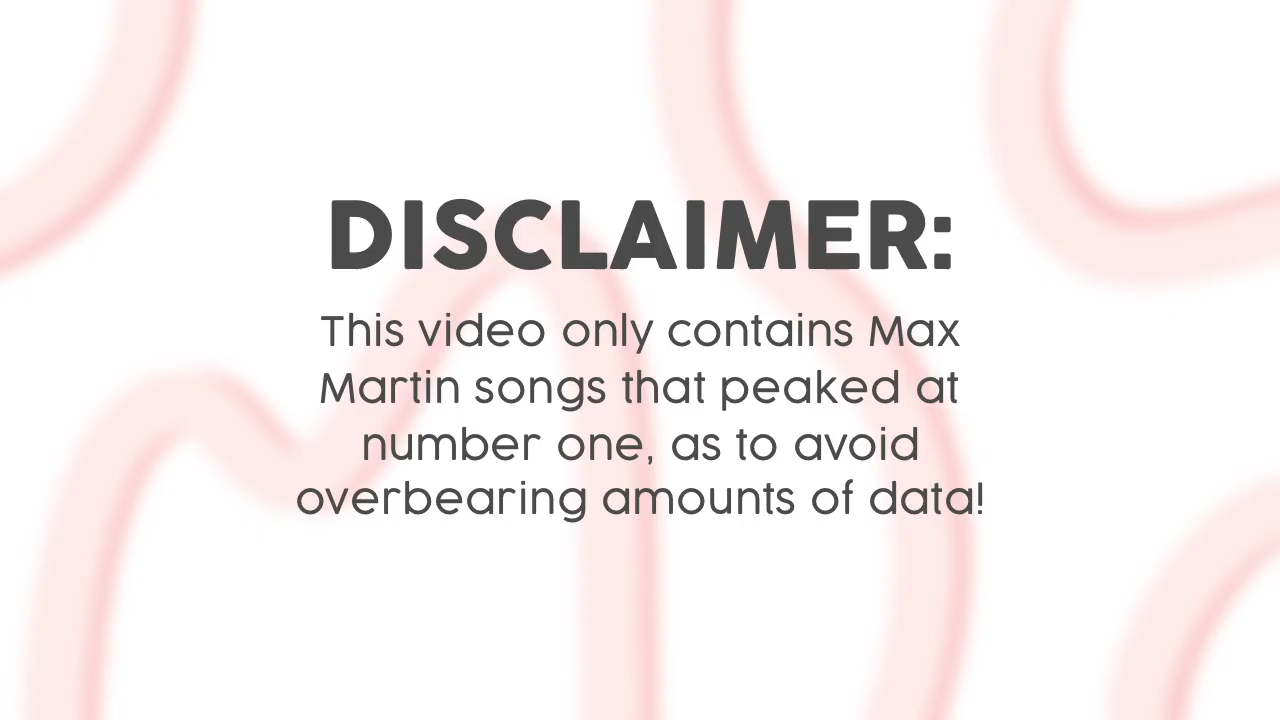 DISCLAIMER:
This video only contains Max
Martin songs that peaked at
number one, as to avoid
overbearing amounts of data!